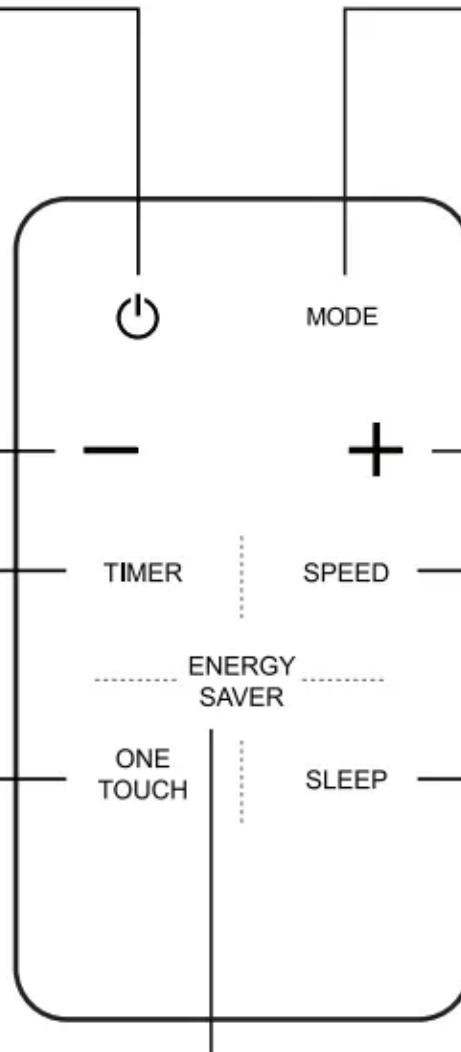 MODE
− +
TIMER SPEED
ENERGY
SAVER
ONE
TOUCH
SLEEP